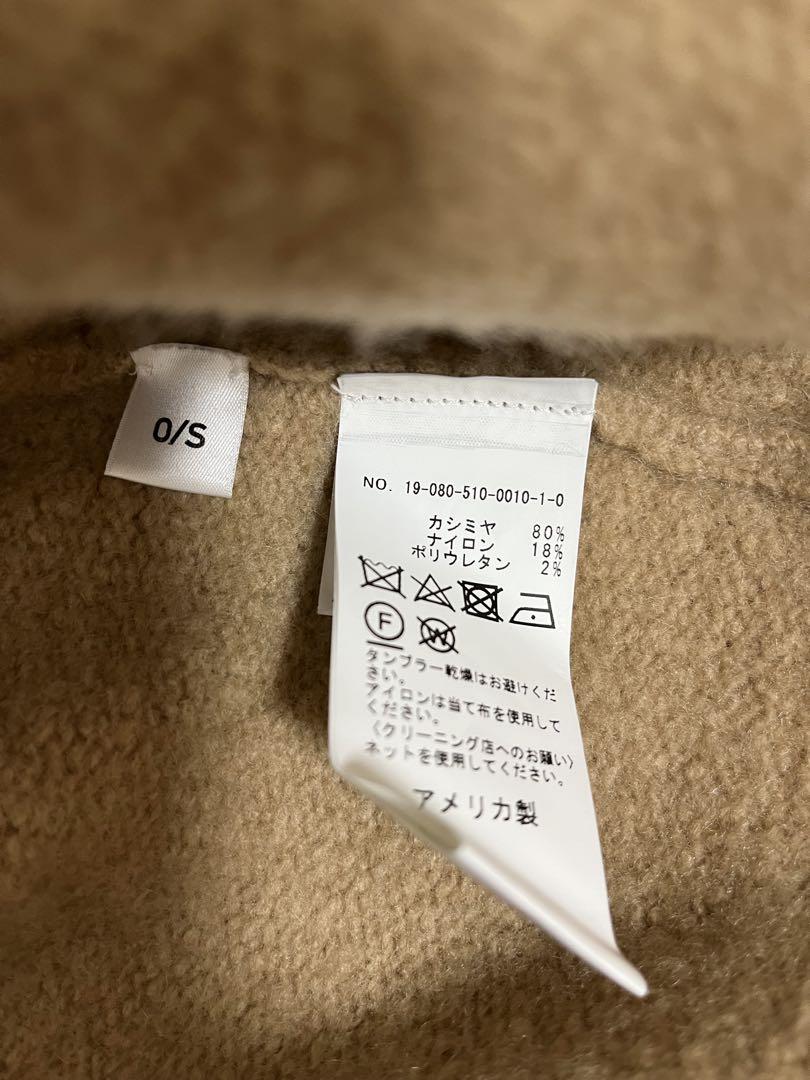 O/S
NO. 19-080-510-0010-1-0
カシミヤ 80%
ナイロン 18%
ポリウレタン 2%
F
W
タンブラー乾燥はお避けくだ
さい。
アイロンは当て布を使用して
ください。
〈クリーニング店へのお願い〉
ネットを使用してください。
アメリカ製